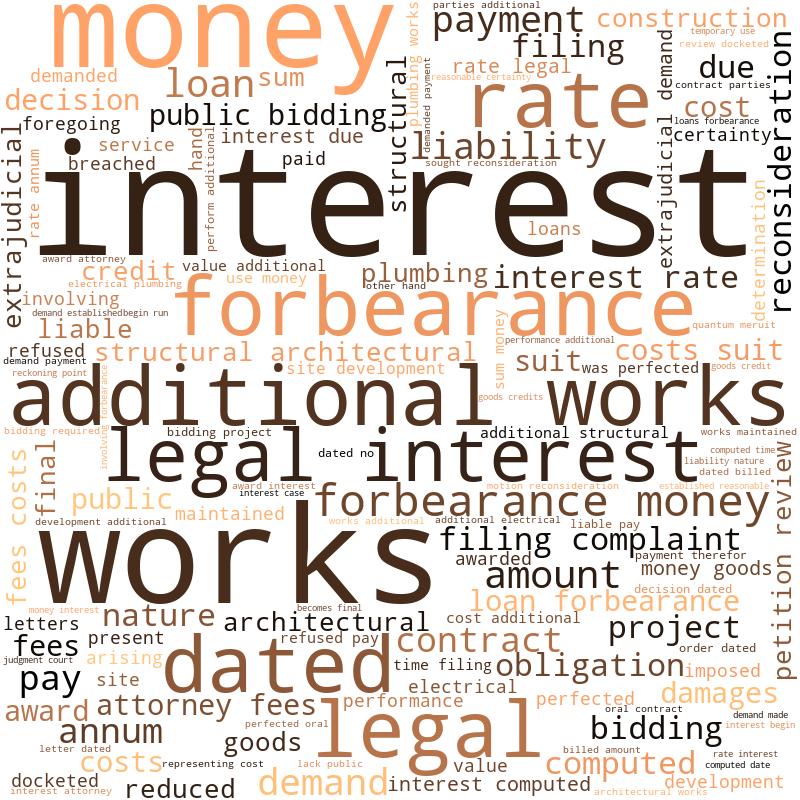 money
parties additional
payment
construction
temporary use
filing
review docketed
demanded
loan
sum
structural
plumbing works
rate legal
reasonable certainty
demanded payment
due
contract parties
decision
public bidding
rate
cost
reconsideration
foregoing
service
hand
interest due
liability
extrajudicial demand
loans forbearance
certainty
extrajudicial
rate annum
breached
perform additional
paid
sought reconsideration
interest
loans
determination
award attorney
credit
value additional
electrical plumbing
use money
plumbing
other hand
interest rate
involving
forbearance
demand establishedbegin run
liable
sum money
quantum meruit
performance additional
refused
structural architectural
suit
costs suit
demand payment
reckoning point
site development
was perfected
goods credit
involving forbearance
additional works
goods credits
bidding required
bidding project
legal interest
additional structural
works maintained
dated no
computed time
liability nature
dated billed
fees costs
final
award interest
interest case
motion reconsideration
established reasonable
public
maintained
forbearance money
petition review
development additional
works
works additional
additional electrical
liable pay
filing complaint
awarded
payment therefor
amount
money goods
decision dated
loan forbearance
money interest
becomes final
letters
nature
architectural
cost additional
project
fees
present
refused pay
contract
order dated
judgment court
arising
dated
time filing
obligation
imposed
pay
site
electrical
damages
award
attorney fees
performance
perfected
oral contract
demand made
annum
perfected oral
legal
bidding
interest begin
letter dated
goods
billed amount
rate interest
costs
representing cost
lack public
value
computed
computed date
docketed
interest attorney
reduced
demand
interest computed
architectural works
development